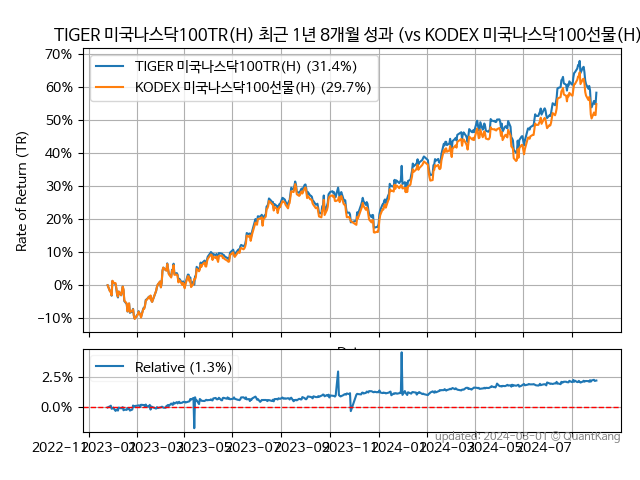 TIGER 미국나스닥100TR(H) 최근 1년 8개월 성과 (vs KODEX 미국나스닥100선물(H)
70%
60%
50%
40%
30%
20%
10%
0%
−10%
Rate of Return (TR)
TIGER 미국나스닥100TR(H) (31.4%)
KODEX 미국나스닥100선물(H) (29.7%)
Relative (1.3%)
2.5%
0.0%
updated: 2024-08-01 © QuantKang
2022-11 2023-01 2023-03 2023-05 2023-07 2023-09 2023-11 2024-01 2024-03 2024-05 2024-07